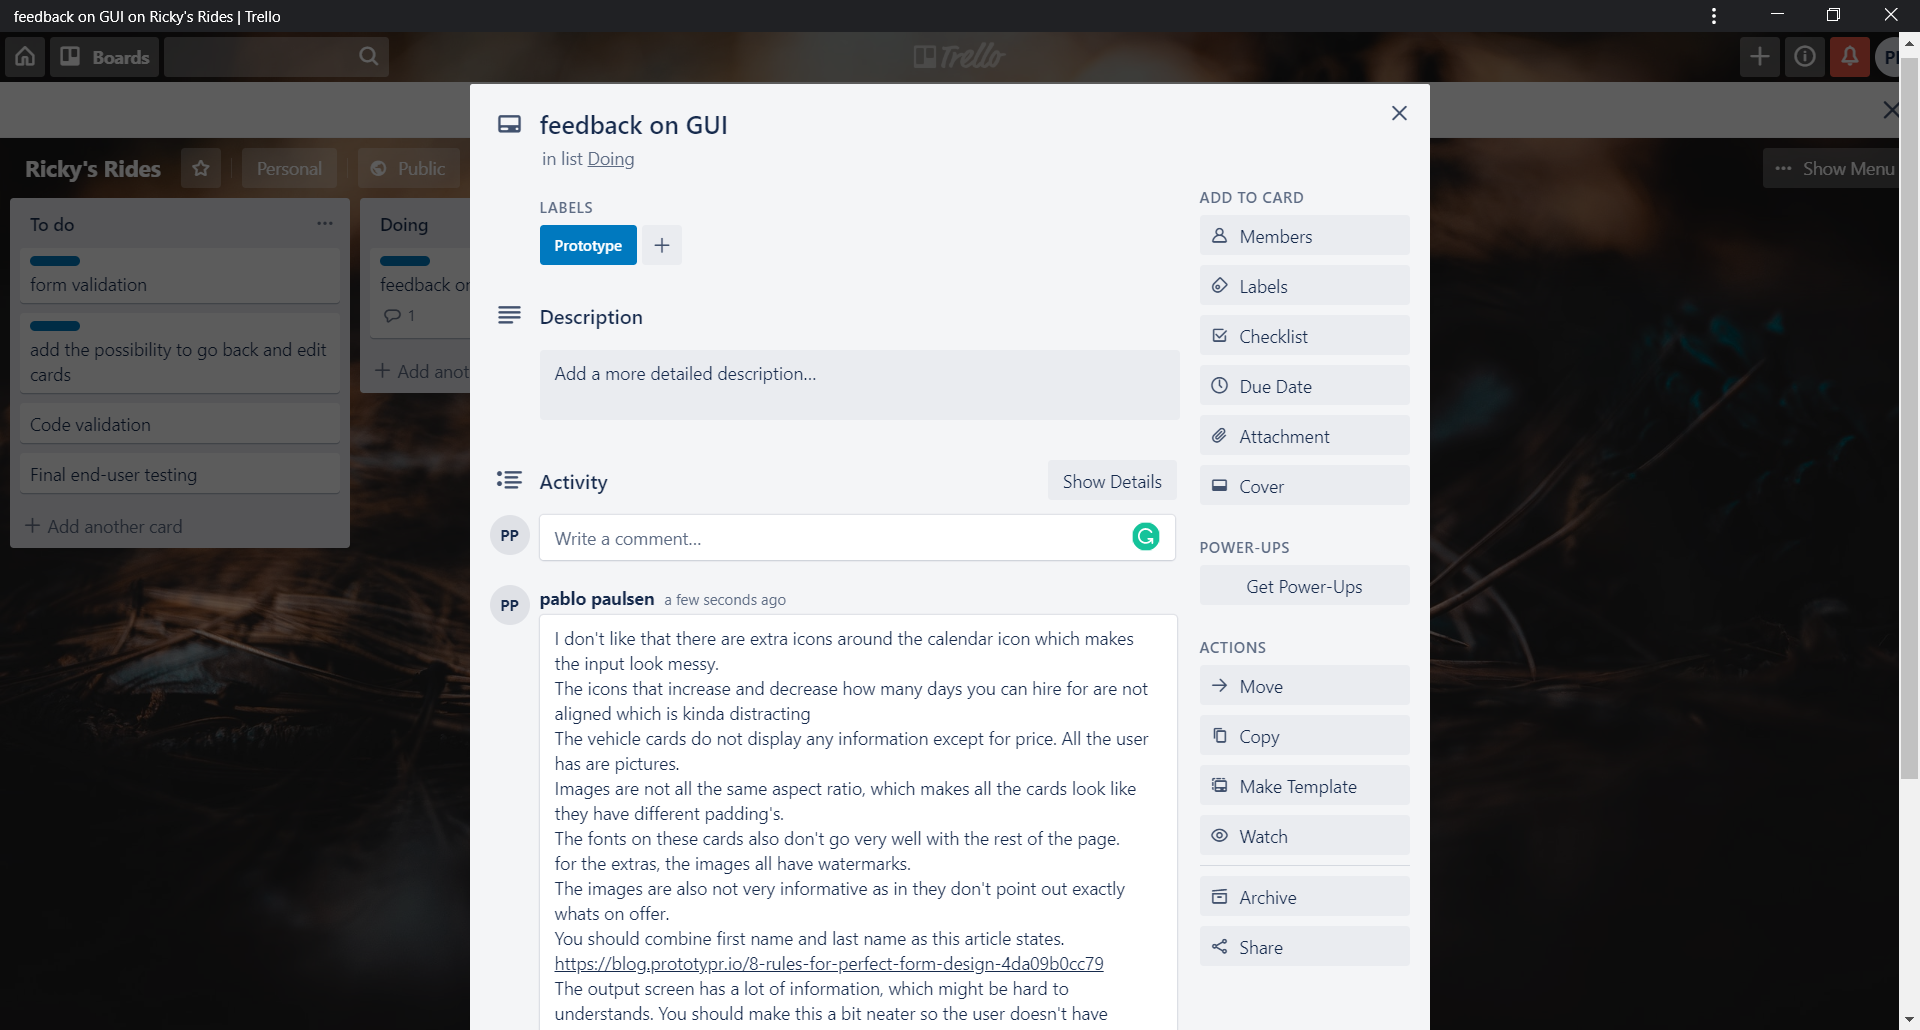 feedback on GUI on Ricky's Rides | Trello
Boards
Trello
Ricky's Rides
Personal
Public
Show Menu
To do
form validation
add the possibility to go back and edit
cards
Code validation
Final end-user testing
Add another card
Doing
feedback
1
Add
feedback on GUI
in list Doing
LABELS
Prototype
Description
Add a more detailed description...
Activity
Show Details
PP
Write a comment...
PP
pablo paulsen a few seconds ago
I don't like that there are extra icons around the calendar icon which makes
the input look messy.
The icons that increase and decrease how many days you can hire for are not
aligned which is kinda distracting
The vehicle cards do not display any information except for price. All the user
has are pictures.
Images are not all the same aspect ratio, which makes all the cards look like
they have different padding's.
The fonts on these cards also don't go very well with the rest of the page.
for the extras, the images all have watermarks.
The images are also not very informative as in they don't point out exactly
whats on offer.
You should combine first name and last name as this article states.
https://blog.prototypr.io/8-rules-for-perfect-form-design-4da09b0cc79
The output screen has a lot of information, which might be hard to
understands. You should make this a bit neater so the user doesn't have
ADD TO CARD
Members
Labels
Checklist
Due Date
Attachment
Cover
POWER-UPS
Get Power-Ups
ACTIONS
Move
Copy
Make Template
Watch
Archive
Share